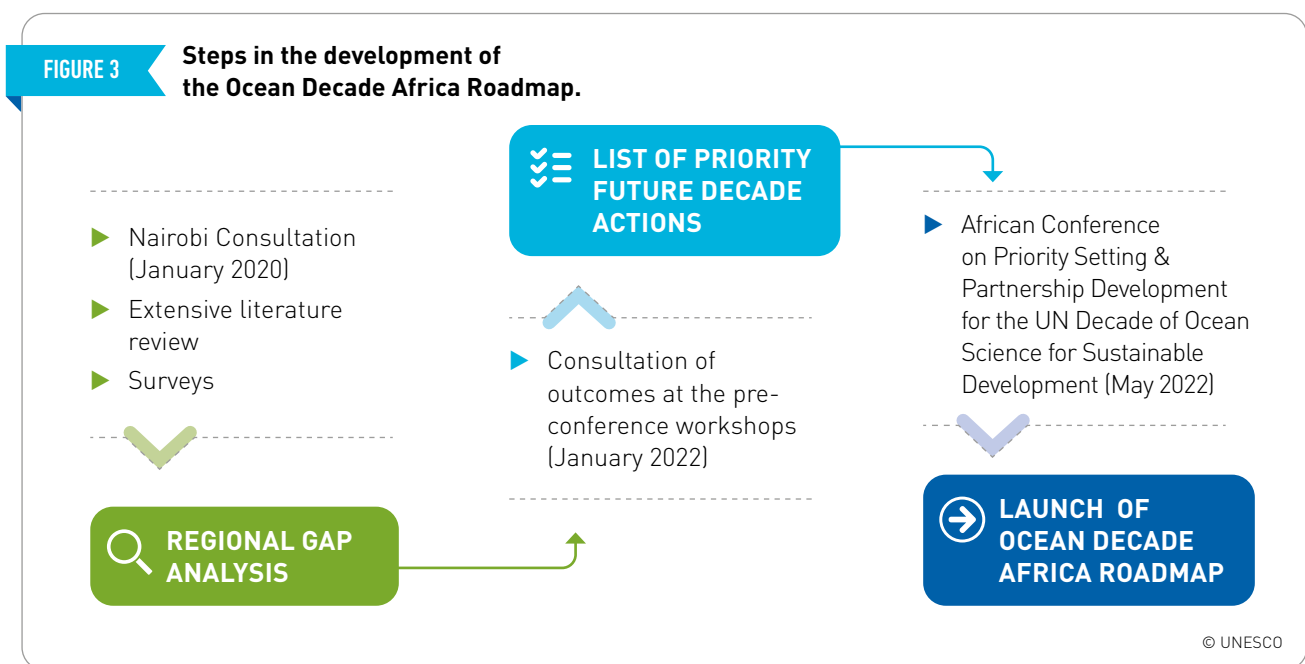 FIGURE 3
Steps in the development of
the Ocean Decade Africa Roadmap.
Nairobi Consultation
(January 2020)
Extensive literature
review
Surveys
REGIONAL GAP
ANALYSIS
Consultation of
outcomes at the pre-
conference workshops
(January 2022)
LIST OF PRIORITY
FUTURE DECADE
ACTIONS
African Conference
on Priority Setting &
Partnership Development
for the UN Decade of Ocean
Science for Sustainable
Development (May 2022)
LAUNCH OF
OCEAN DECADE
AFRICA ROADMAP
© UNESCO